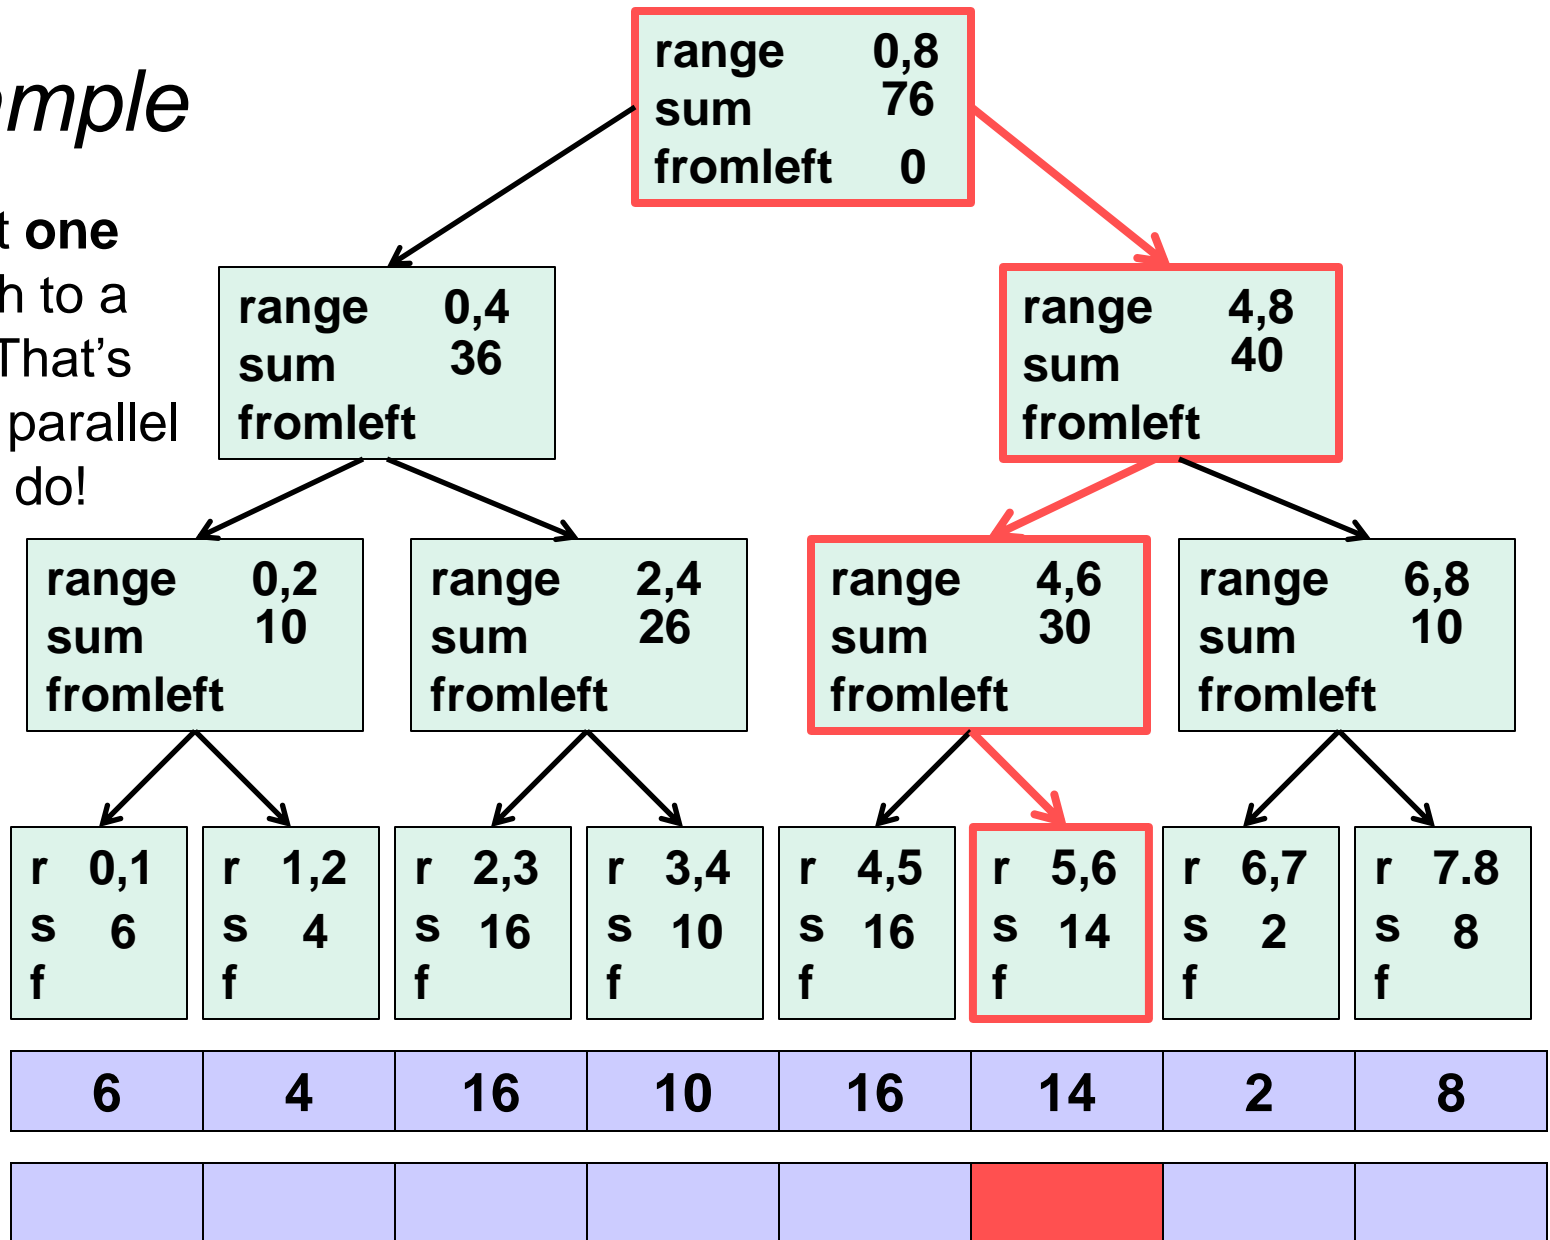 ample
t one
h to a
That's
parallel
do!
range 0,8
sum 76
fromleft 0
range 0,4
sum 36
fromleft
range 4,8
sum 40
fromleft
range 0,2
sum 10
fromleft
range 2,4
sum 26
fromleft
range 4,6
sum 30
fromleft
range 6,8
sum 10
fromleft
r 0,1
s 6
f
r 1,2
s 4
f
r 2,3
s 16
f
r 3,4
s 10
f
r 4,5
s 16
f
r 5,6
s 14
f
r 6,7
s 2
f
r 7.8
s 8
f
6 4 16 10 16 14 2 8